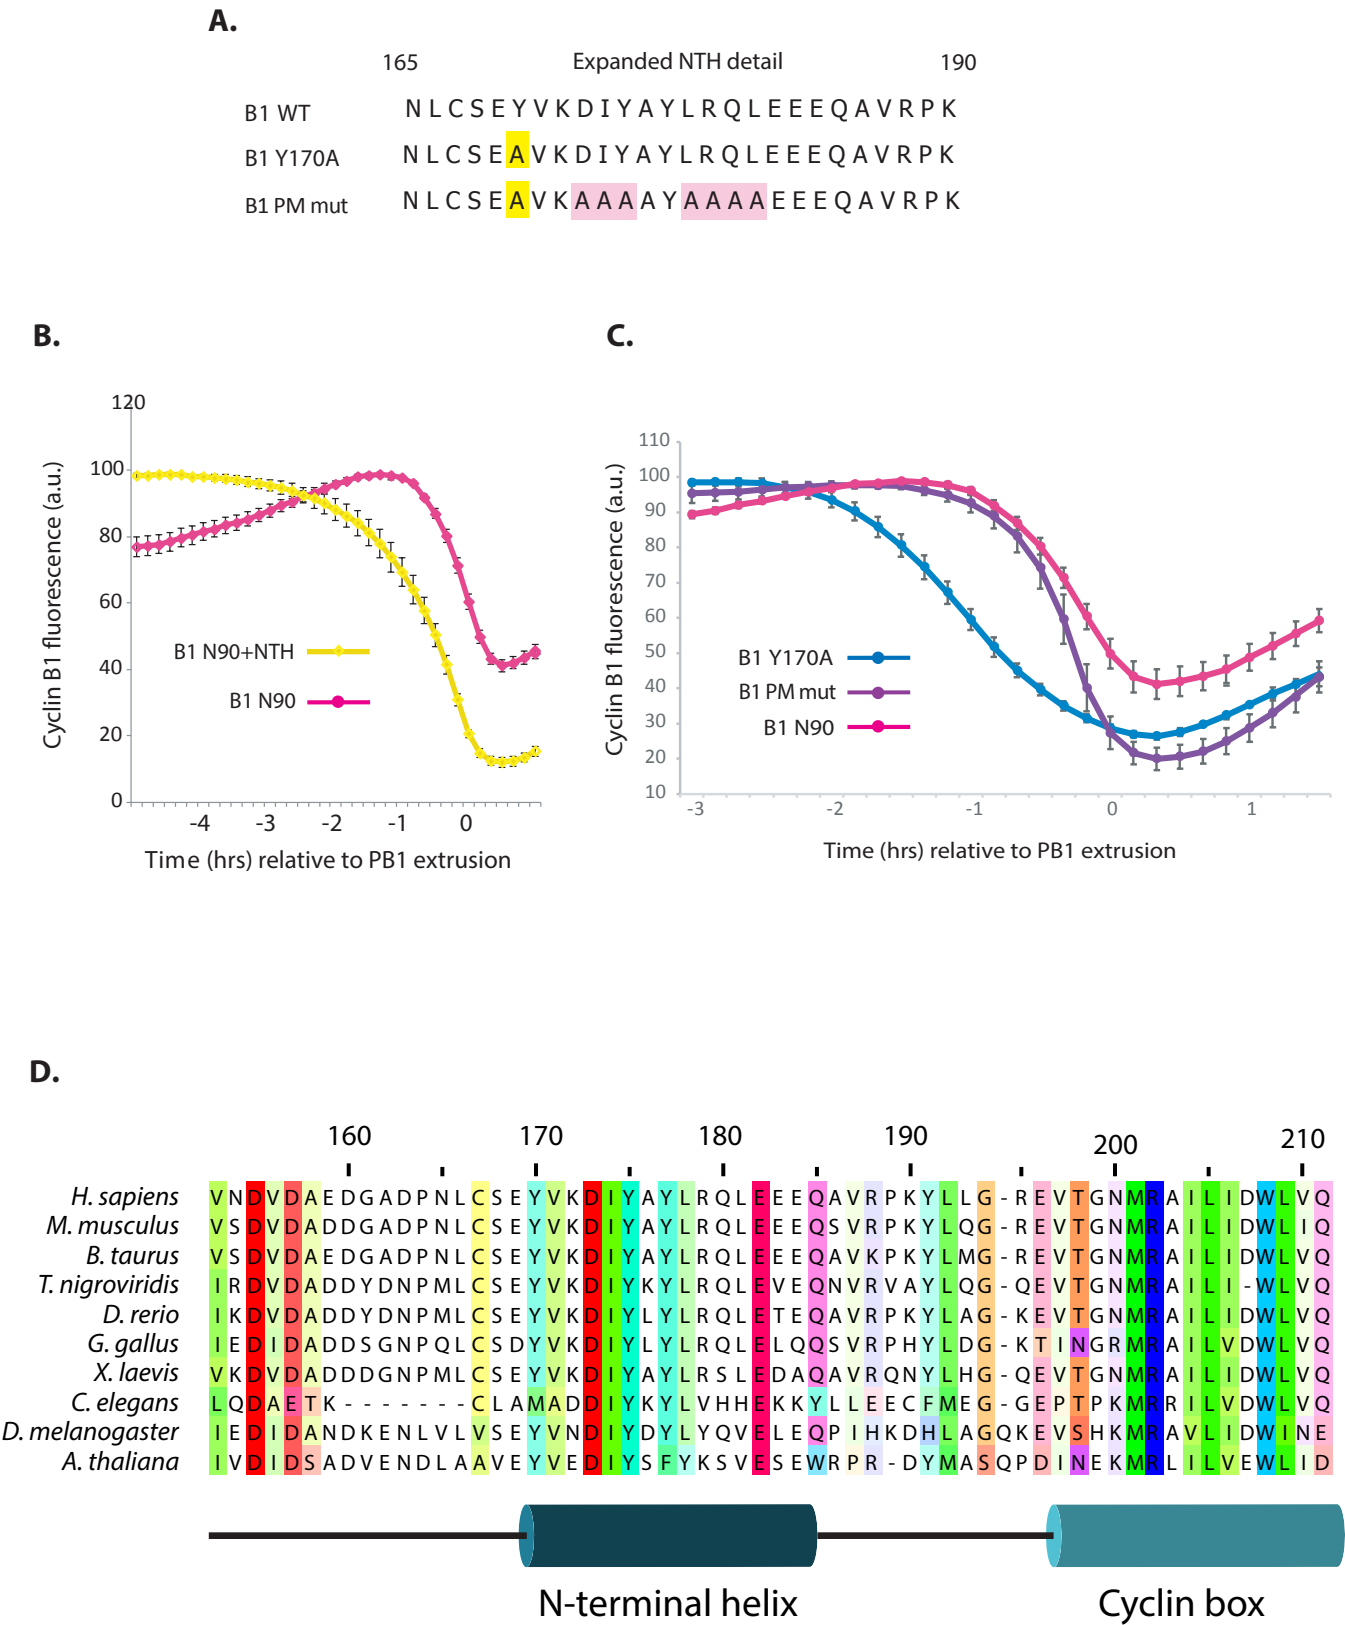 A.
165 Expanded NTH detail 190
B1 WT N L C S E Y V K D I Y A Y L R Q L E E E Q A V R P K
B1 Y170A N L C S E A V K D I Y A Y L R Q L E E E Q A V R P K
B1 PM mut N L C S E A V K A A A A Y A A A A E E E Q A V R P K
B.
120
100
80
60
40
20
0
Cyclin B1 fluorescence (a.u.)
B1 N90+NTH
B1 N90
-4 -3 -2 -1 0
Time (hrs) relative to PB1 extrusion
C.
110
100
90
80
70
60
50
40
30
20
10
Cyclin B1 fluorescence (a.u.)
B1 Y170A
B1 PM mut
B1 N90
-3 -2 -1 0 1
Time (hrs) relative to PB1 extrusion
D.
160 170 180 190 200 210
H. sapiens V N D V D A E D G A D P N L C S E Y V K D I Y A Y L R Q L E E E Q A V R P K Y L L G - R E V T G N M R A I L I D W L V Q
M. musculus V S D V D A D D G A D P N L C S E Y V K D I Y A Y L R Q L E E E Q S V R P K Y L Q G - R E V T G N M R A I L I D W L I Q
B. taurus V S D V D A E D G A D P N L C S E Y V K D I Y A Y L R Q L E E E Q A V K P K Y L M G - R E V T G N M R A I L I D W L V Q
T. nigroviridis I R D V D A D D Y D N P M L C S E Y V K D I Y K Y L R Q L E V E Q N V R V A Y L Q G - Q E V T G N M R A I L I - W L V Q
D. rerio I K D V D A D D Y D N P M L C S E Y V K D I Y L Y L R Q L E T E Q A V R P K Y L A G - K E V T G N M R A I L I D W L V Q
G. gallus I E D I D A D D S G N P Q L C S D Y V K D I Y L Y L R Q L E L Q Q S V R P H Y L D G - K T I N G R M R A I L V D W L V Q
X. laevis V K D V D A D D D G N P M L C S E Y V K D I Y A Y L R S L E D A Q A V R Q N Y L H G - Q E V T G N M R A I L I D W L V Q
C. elegans L Q D A E T K - - - - - - - C L A M A D D I Y K Y L V H H E K K Y L L E E C F M E G - G E P T P K M R R I L V D W L V Q
D. melanogaster I E D I D A N D K E N L V L V S E Y V N D I Y D Y L Y Q V E L E Q P I H K D H L A G Q K E V S H K M R A V L I D W I N E
A. thaliana I V D I D S A D V E N D L A A V E Y V E D I Y S F Y K S V E S E W R P R - D Y M A S Q P D I N E K M R L I L V E W L I D
N-terminal helix Cyclin box